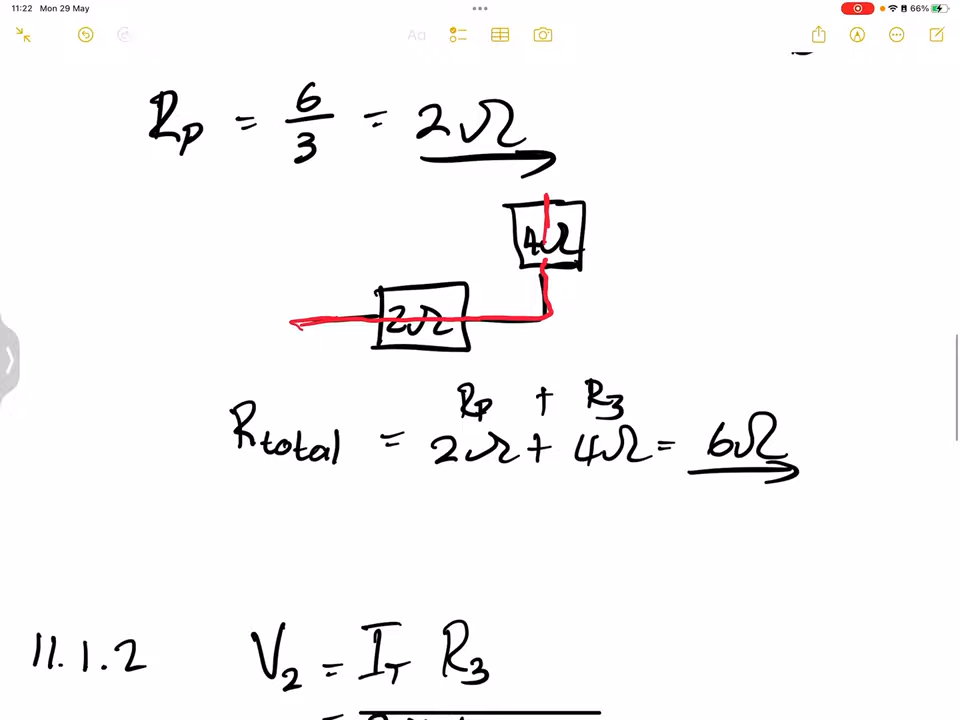 11:22 Mon 29 May 66%
Aa
Rp = 6/3 = 2Ω
4Ω
2Ω
Rp + R3
Rtotal = 2Ω + 4Ω = 6Ω
11.1.2 V2 = IT R3
=